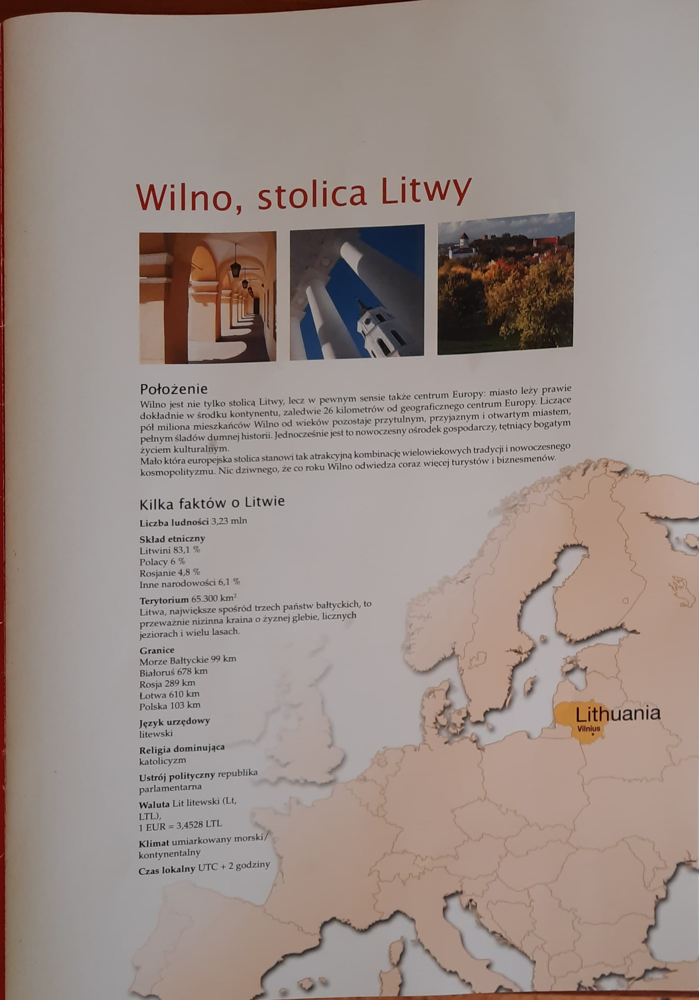 Wilno, stolica Litwy
Położenie
Wilno jest nie tylko stolicą Litwy, lecz w pewnym sensie także centrum Europy: miasto leży prawie
dokładnie w środku kontynentu, zaledwie 26 kilometrów od geograficznego centrum Europy. Liczące
pół miliona mieszkańców Wilno od wieków pozostaje przytulnym, przyjaznym i otwartym miastem,
pełnym śladów dumnej historii. Jednocześnie jest to nowoczesny ośrodek gospodarczy, tętniący bogatym
życiem kulturalnym.
Mało która europejska stolica stanowi tak atrakcyjną kombinację wielowiekowych tradycji i nowoczesnego
kosmopolityzmu. Nic dziwnego, że co roku Wilno odwiedza coraz więcej turystów i biznesmenów.
Kilka faktów o Litwie
Liczba ludności 3,23 mln
Skład etniczny
Litwini 83,1 %
Polacy 6 %
Rosjanie 4,8 %
Inne narodowości 6,1 %
Terytorium 65.300 km²
Litwa, największe spośród trzech państw bałtyckich, to
przeważnie nizinna kraina o żyznej glebie, licznych
jeziorach i wielu lasach.
Granice
Morze Bałtyckie 99 km
Białoruś 678 km
Rosja 289 km
Łotwa 610 km
Polska 103 km
Język urzędowy
litewski
Religia dominująca
katolicyzm
Ustrój polityczny republika
parlamentarna
Waluta Lit litewski (Lt,
LTL),
1 EUR = 3,4528 LTL
Klimat umiarkowany morski/
kontynentalny
Czas lokalny UTC + 2 godziny
Lithuania
Vilnius